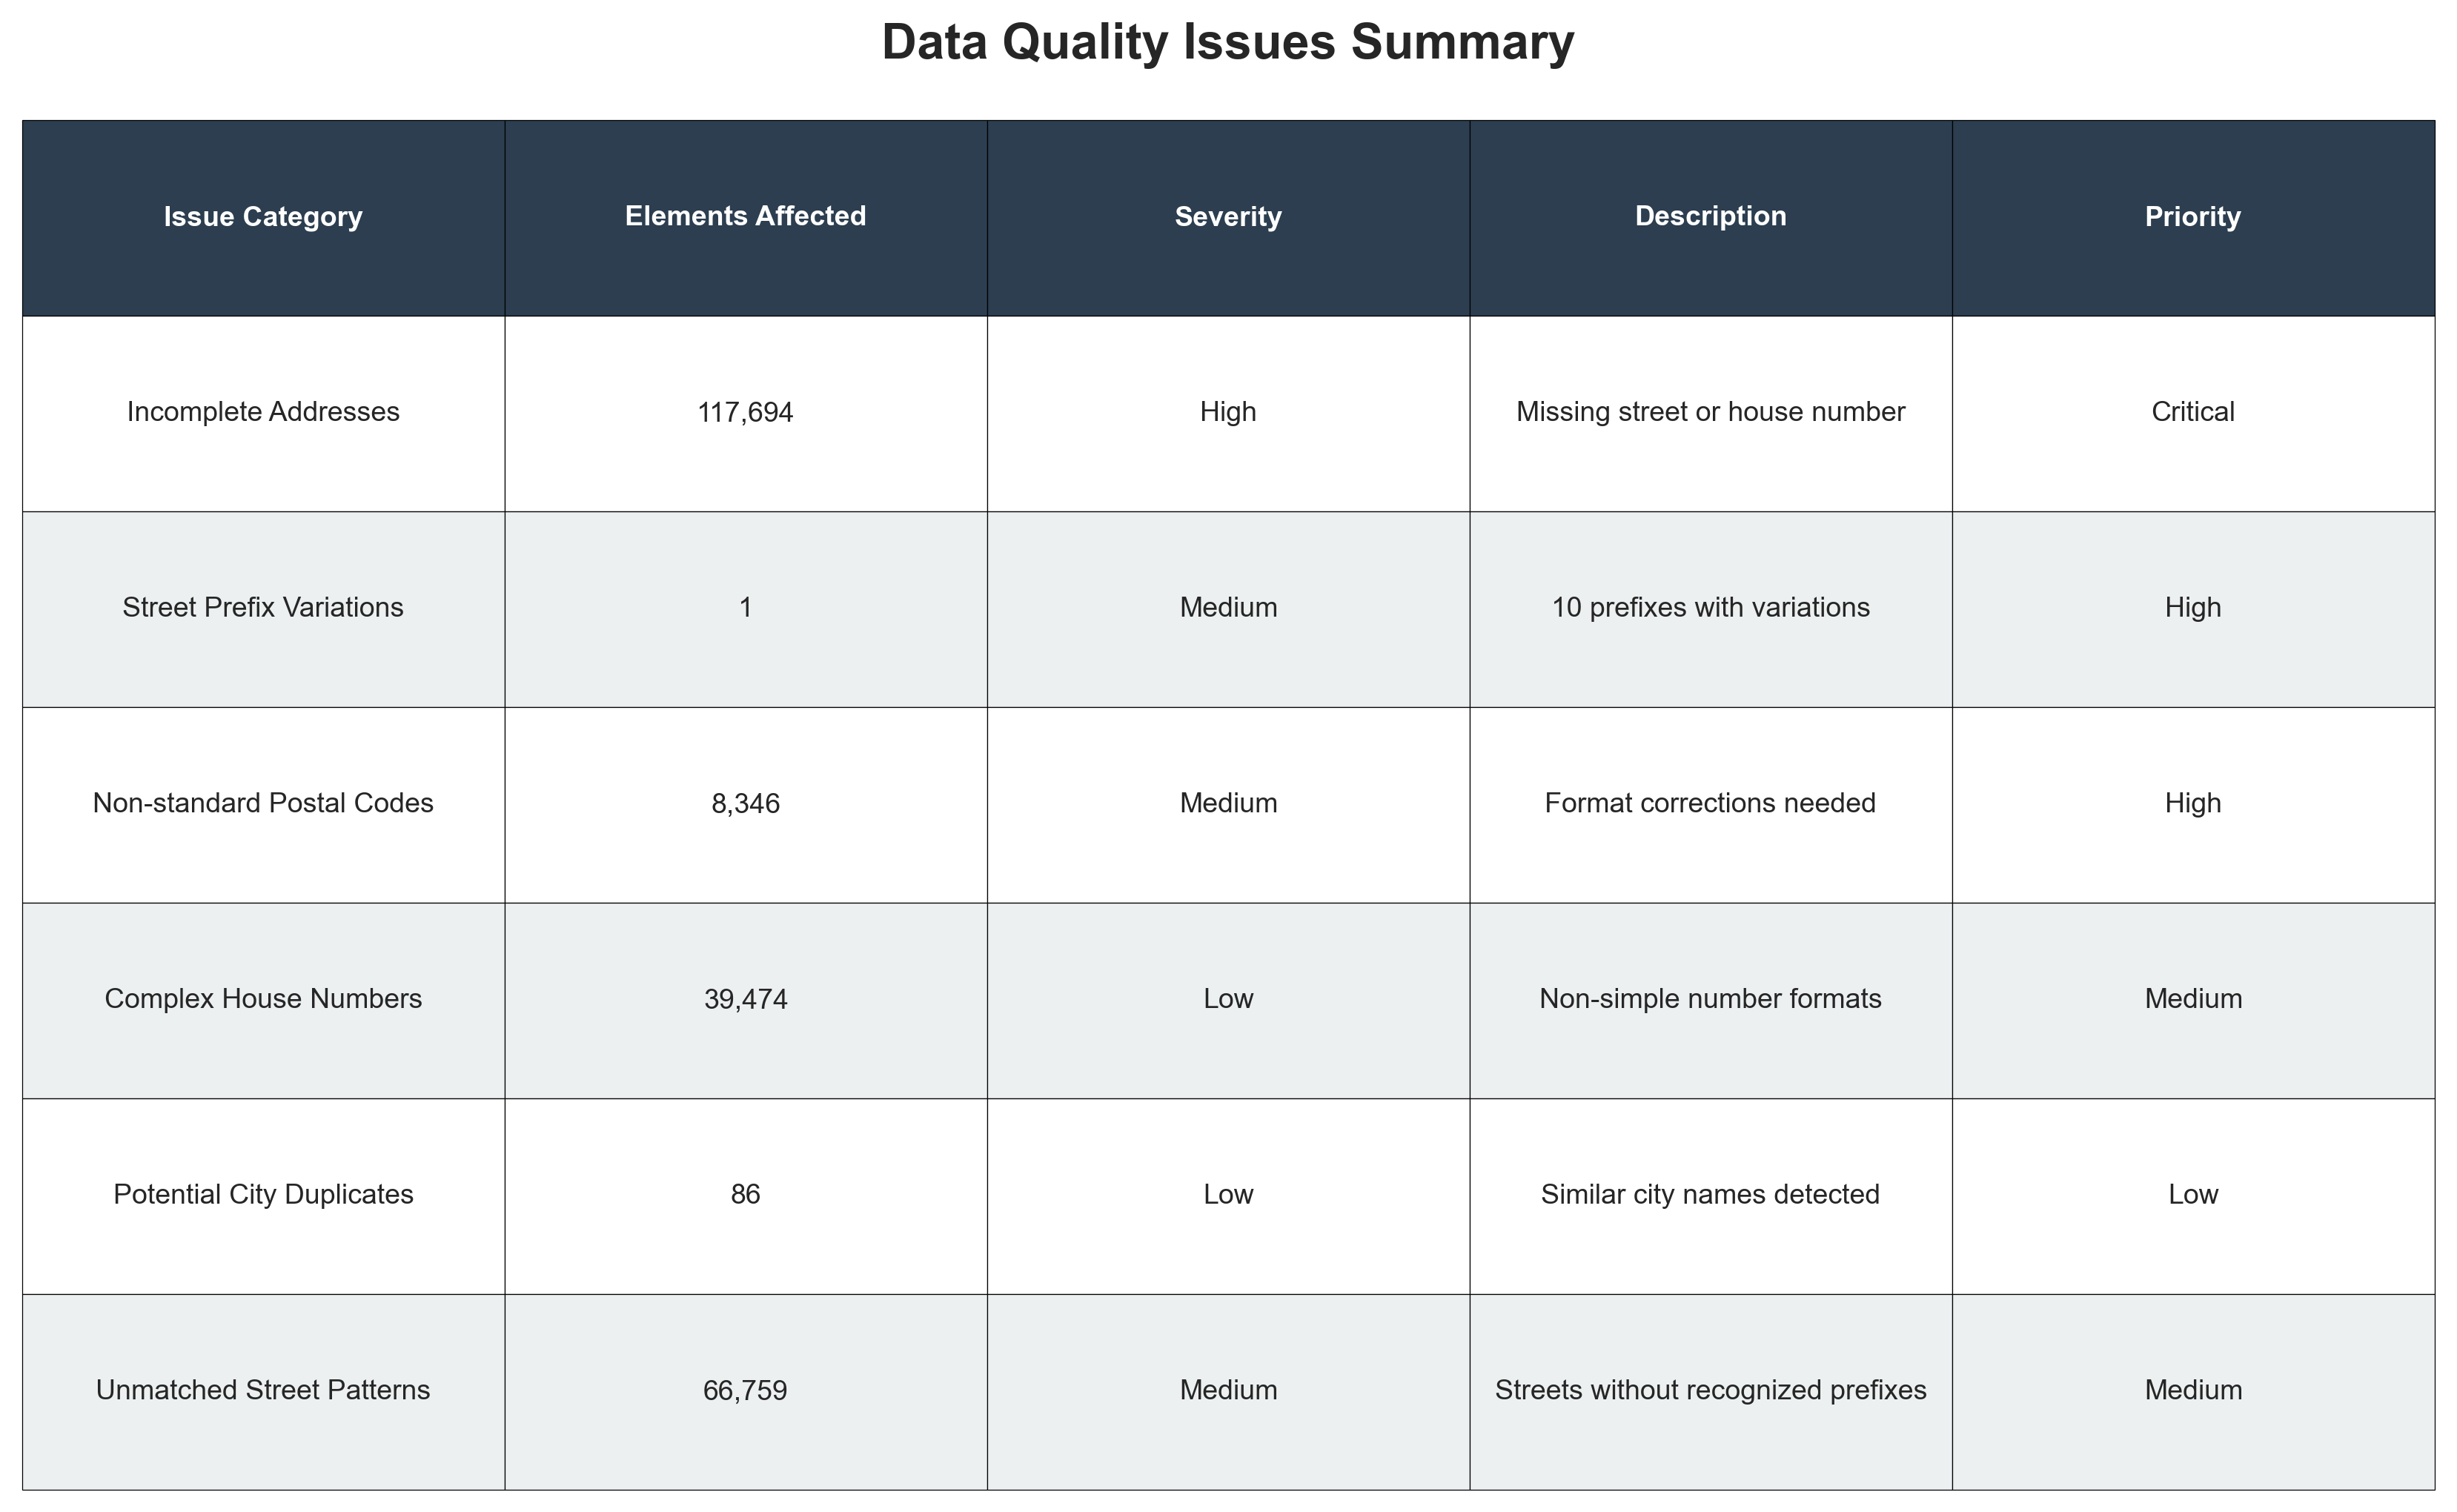 Data Quality Issues Summary
Issue Category Elements Affected Severity Description Priority
Incomplete Addresses 117,694 High Missing street or house number Critical
Street Prefix Variations 1 Medium 10 prefixes with variations High
Non-standard Postal Codes 8,346 Medium Format corrections needed High
Complex House Numbers 39,474 Low Non-simple number formats Medium
Potential City Duplicates 86 Low Similar city names detected Low
Unmatched Street Patterns 66,759 Medium Streets without recognized prefixes Medium